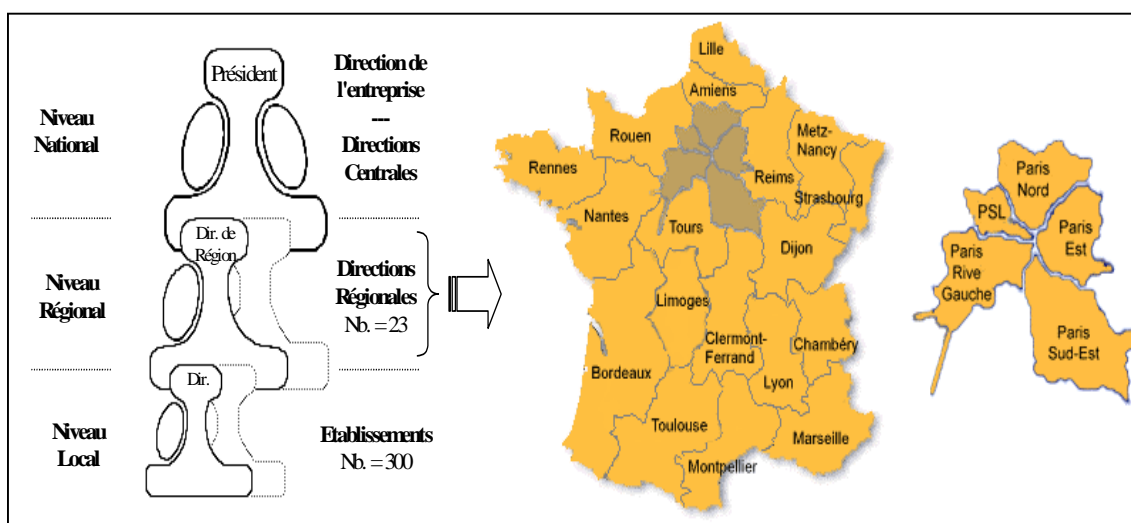 Président
Direction de
l'entreprise
---
Directions
Centrales
Niveau
National
Dir. de
Région
Niveau
Régional
Directions
Régionales
Nb. = 23
Dir.
Niveau
Local
Etablissements
Nb. = 300
Lille
Amiens
Rouen
Metz-
Nancy
Rennes
Reims
Strasbourg
Nantes
Tours
Dijon
Limoges
Clermont-
Ferrand
Chambéry
Bordeaux
Lyon
Toulouse
Marseille
Montpellier
Paris
Nord
PSL
Paris
Est
Paris
Rive
Gauche
Paris
Sud-Est